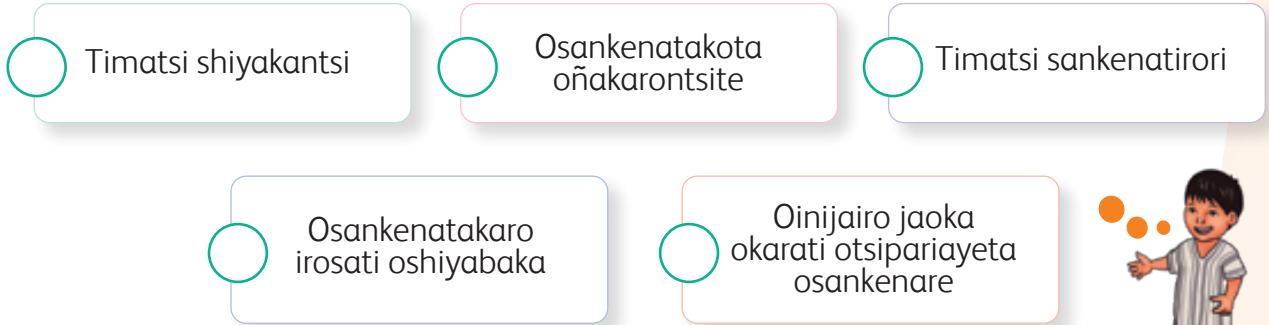 Timatsi shiyakantsi
Osankenatakota
oñakarontsite
Timatsi sankenatirori
Osankenatakaro
irosati oshiyabaka
Oinijairo jaoka
okarati otsipariayeta
osankenare